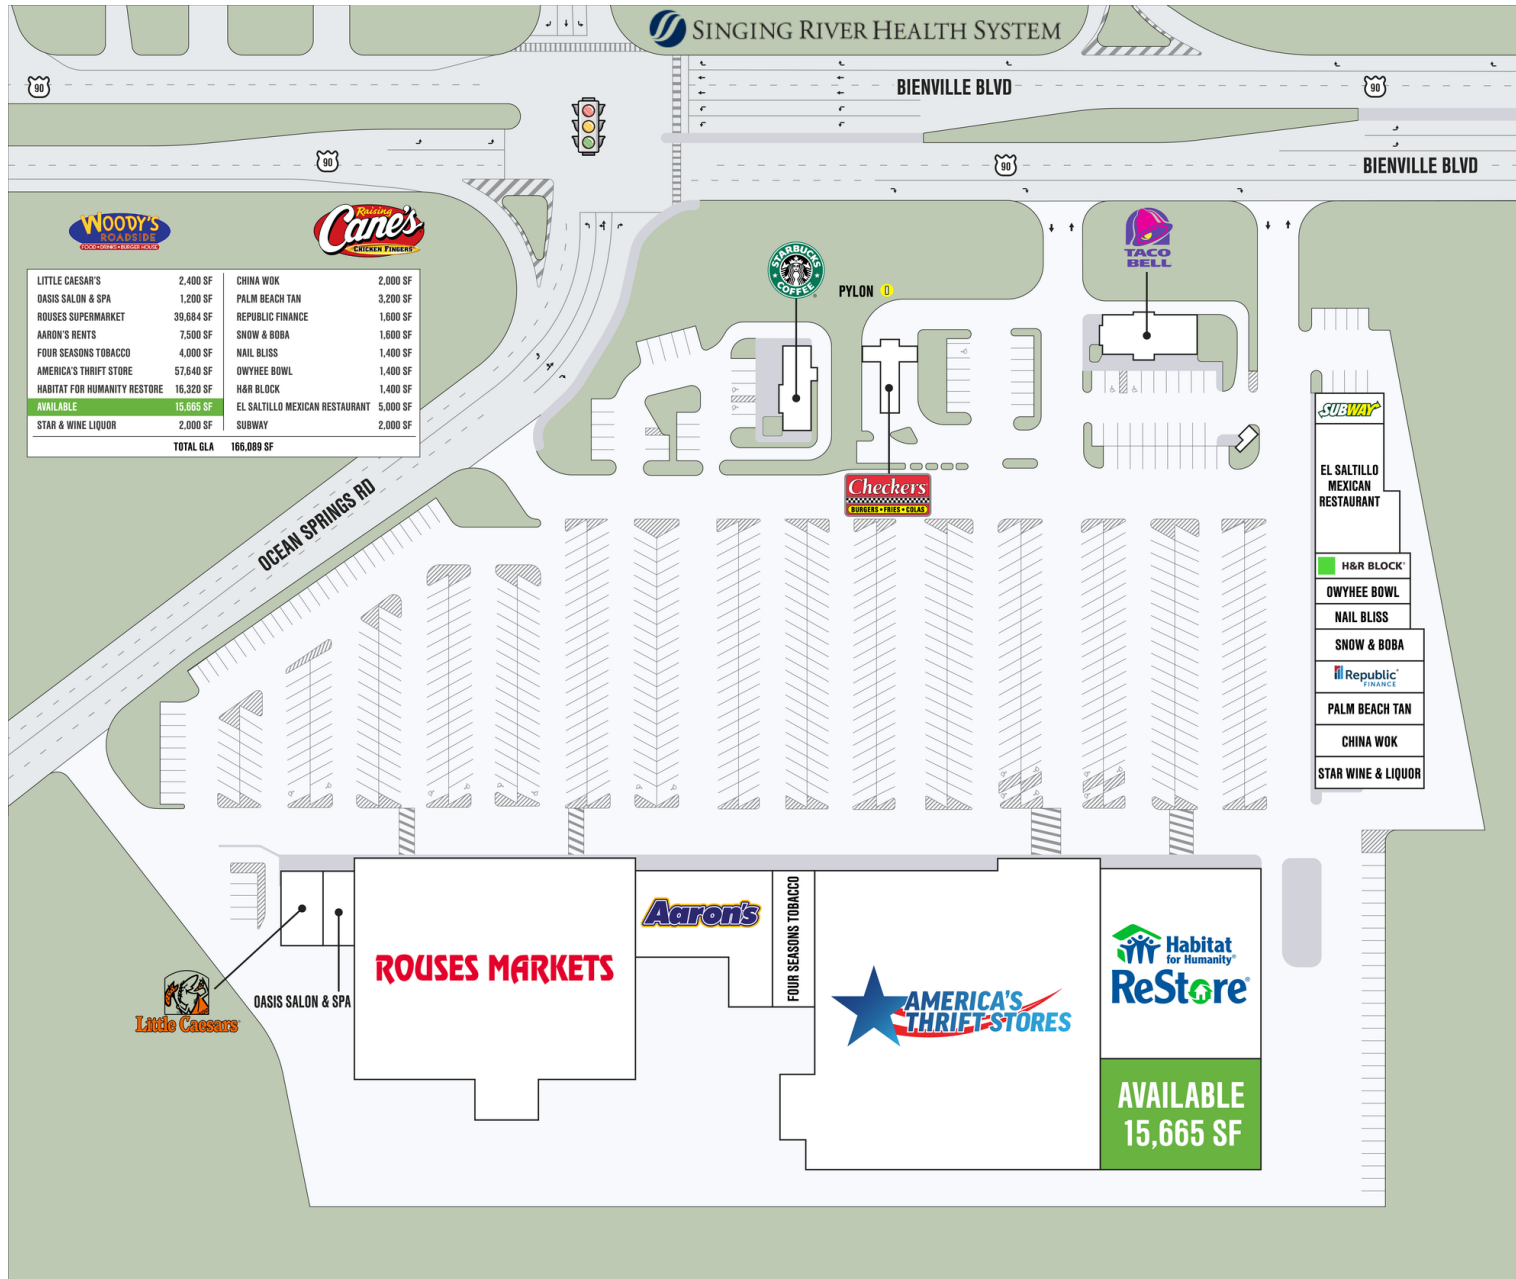 SINGING RIVER HEALTH SYSTEM
90
BIENVILLE BLVD
90
90
90
BIENVILLE BLVD
WOODY'S
ROADSIDE
FOOD • DRINKS • BURGER HOUSE
Raising
Cane's
CHICKEN FINGERS
STARBUCKS
COFFEE
TACO
BELL
PYLON
LITTLE CAESAR'S 2,400 SF
OASIS SALON & SPA 1,200 SF
ROUSES SUPERMARKET 39,684 SF
AARON'S RENTS 7,500 SF
FOUR SEASONS TOBACCO 4,000 SF
AMERICA'S THRIFT STORE 57,640 SF
HABITAT FOR HUMANITY RESTORE 16,320 SF
AVAILABLE 15,665 SF
STAR & WINE LIQUOR 2,000 SF
CHINA WOK 2,000 SF
PALM BEACH TAN 3,200 SF
REPUBLIC FINANCE 1,600 SF
SNOW & BOBA 1,600 SF
NAIL BLISS 1,400 SF
OWYHEE BOWL 1,400 SF
H&R BLOCK 1,400 SF
EL SALTILLO MEXICAN RESTAURANT 5,000 SF
SUBWAY 2,000 SF
TOTAL GLA 166,089 SF
OCEAN SPRINGS RD
Checkers
BURGERS • FRIES • COLAS
SUBWAY
EL SALTILLO
MEXICAN
RESTAURANT
H&R BLOCK
OWYHEE BOWL
NAIL BLISS
SNOW & BOBA
Republic
FINANCE
PALM BEACH TAN
CHINA WOK
STAR WINE & LIQUOR
Little Caesars
OASIS SALON & SPA
ROUSES MARKETS
Aaron's
FOUR SEASONS TOBACCO
AMERICA'S
THRIFT STORES
Habitat
for Humanity®
ReStore
AVAILABLE
15,665 SF